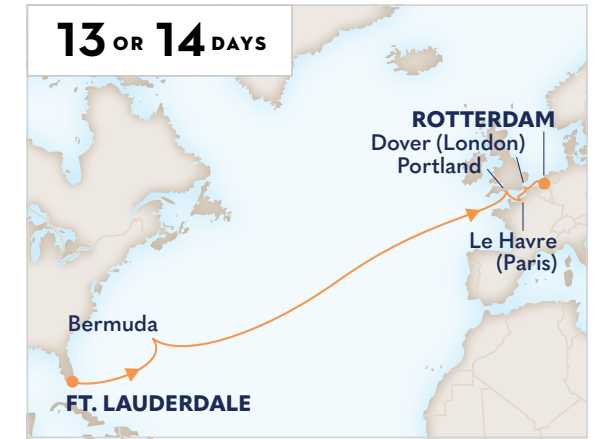 13 OR 14 DAYS
ROTTERDAM
Dover (London)
Portland
Le Havre
(Paris)
Bermuda
FT. LAUDERDALE